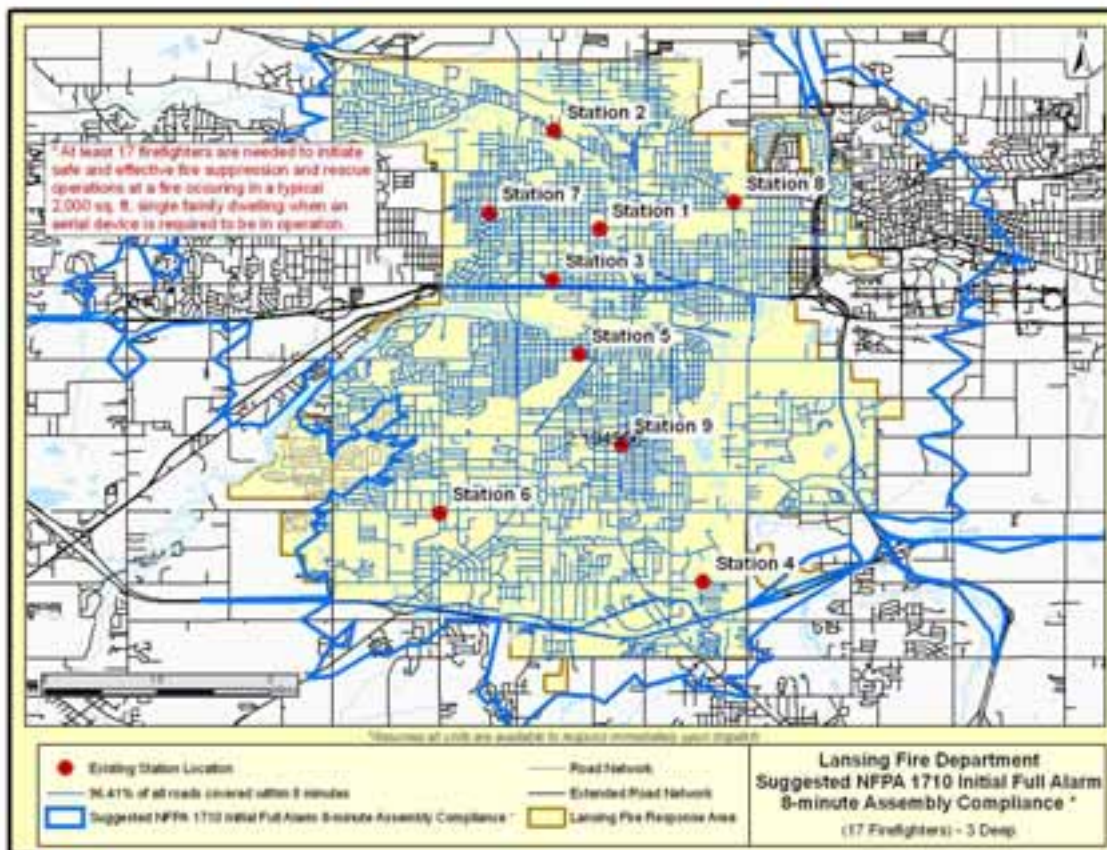 N
Station 2
* At least 17 firefighters are needed to initiate
safe and effective fire suppression and rescue
operations at a fire occuring in a typical
2,000 sq. ft. single family dwelling when an
aerial device is required to be in operation.
Station 7
Station 8
Station 1
Station 3
Station 5
Station 9
Station 6
Station 4
*Assumes all units are available to respond immediately upon dispatch
Existing Station Location
96.41% of all roads covered within 8 minutes
Suggested NFPA 1710 Initial Full Alarm 8-minute Assembly Compliance *
Road Network
Extended Road Network
Lansing Fire Response Area
Lansing Fire Department
Suggested NFPA 1710 Initial Full Alarm
8-minute Assembly Compliance *
(17 Firefighters) - 3 Deep